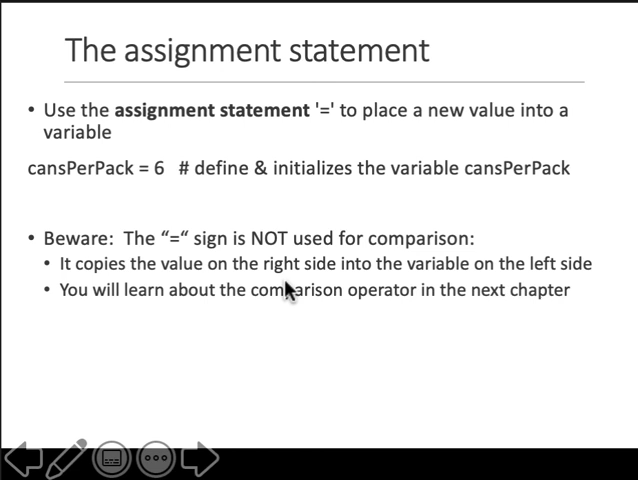 The assignment statement
• Use the assignment statement '=' to place a new value into a
variable
cansPerPack = 6 # define & initializes the variable cansPerPack
• Beware: The “=“ sign is NOT used for comparison:
• It copies the value on the right side into the variable on the left side
• You will learn about the comparison operator in the next chapter